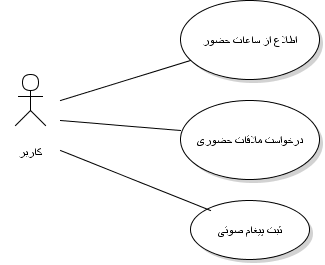 اطلاع از ساعات حضور
درخواست ملاقات حضوری
کاربر
ثبت پیغام صوتی